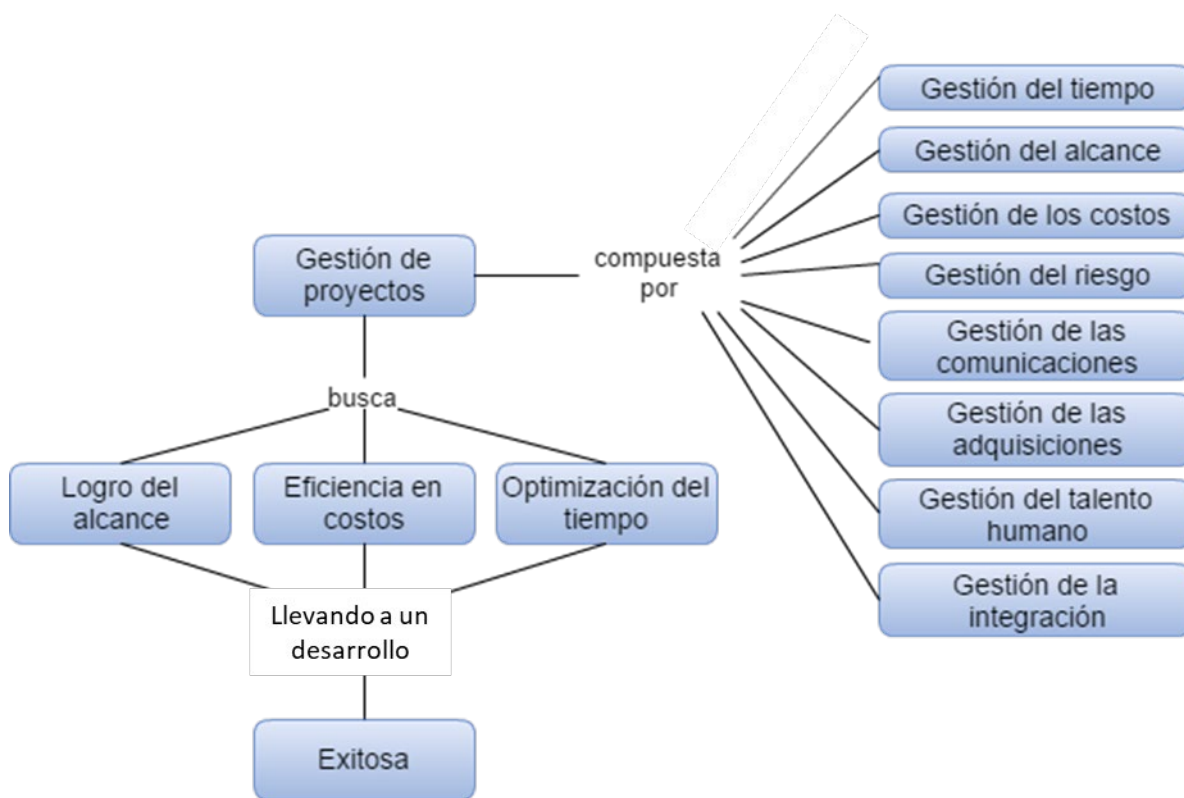 Gestión de
proyectos
compuesta
por
Gestión del tiempo
Gestión del alcance
Gestión de los costos
Gestión del riesgo
Gestión de las
comunicaciones
Gestión de las
adquisiciones
Gestión del talento
humano
Gestión de la
integración
busca
Logro del
alcance
Eficiencia en
costos
Optimización del
tiempo
Llevando a un
desarrollo
Exitosa